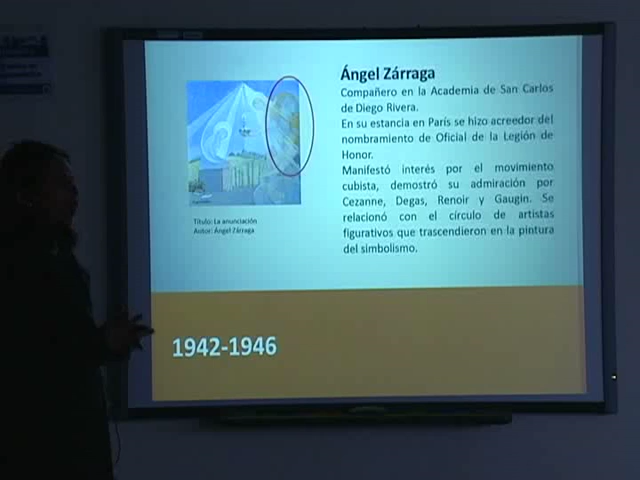 Ángel Zárraga
Compañero en la Academia de San Carlos
de Diego Rivera.
En su estancia en París se hizo acreedor del
nombramiento de Oficial de la Legión de
Honor.
Manifestó interés por el movimiento
cubista, demostró su admiración por
Cezanne, Degas, Renoir y Gaugin. Se
relacionó con el círculo de artistas
figurativos que trascendieron en la pintura
del simbolismo.
Título: La anunciación
Autor: Ángel Zárraga
1942-1946